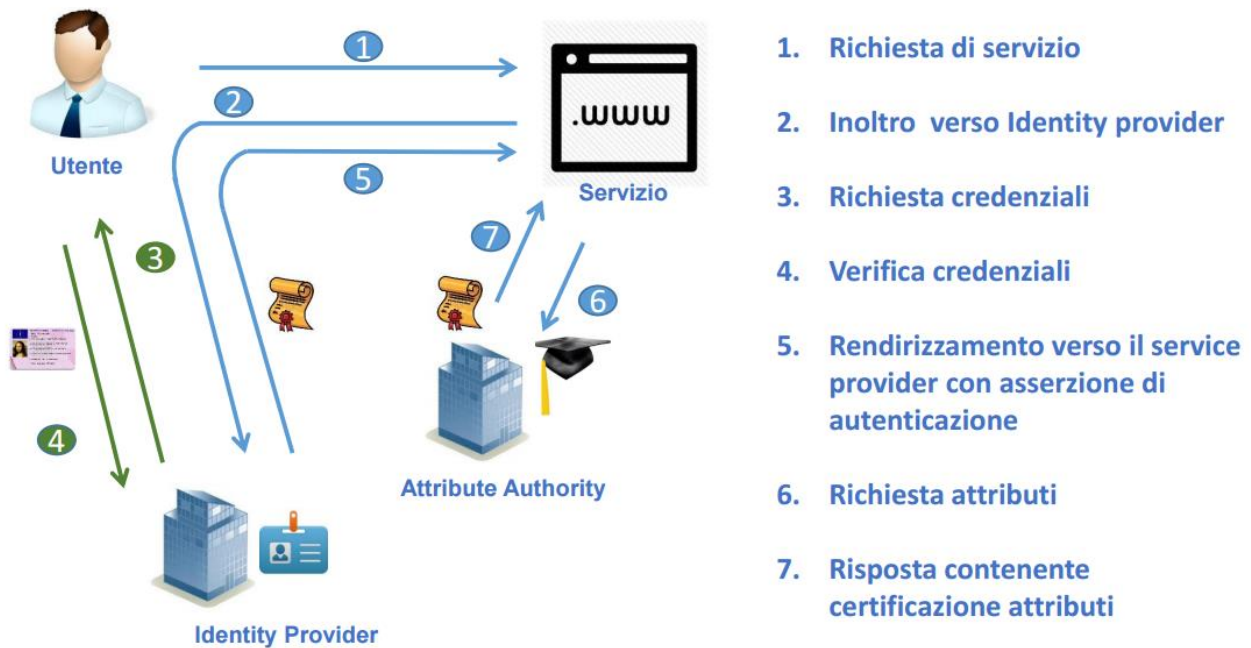 1
2
5
3
4
7
6
.www
Utente
Servizio
Attribute Authority
Identity Provider
1. Richiesta di servizio
2. Inoltro verso Identity provider
3. Richiesta credenziali
4. Verifica credenziali
5. Rendirizzamento verso il service
provider con asserzione di
autenticazione
6. Richiesta attributi
7. Risposta contenente
certificazione attributi